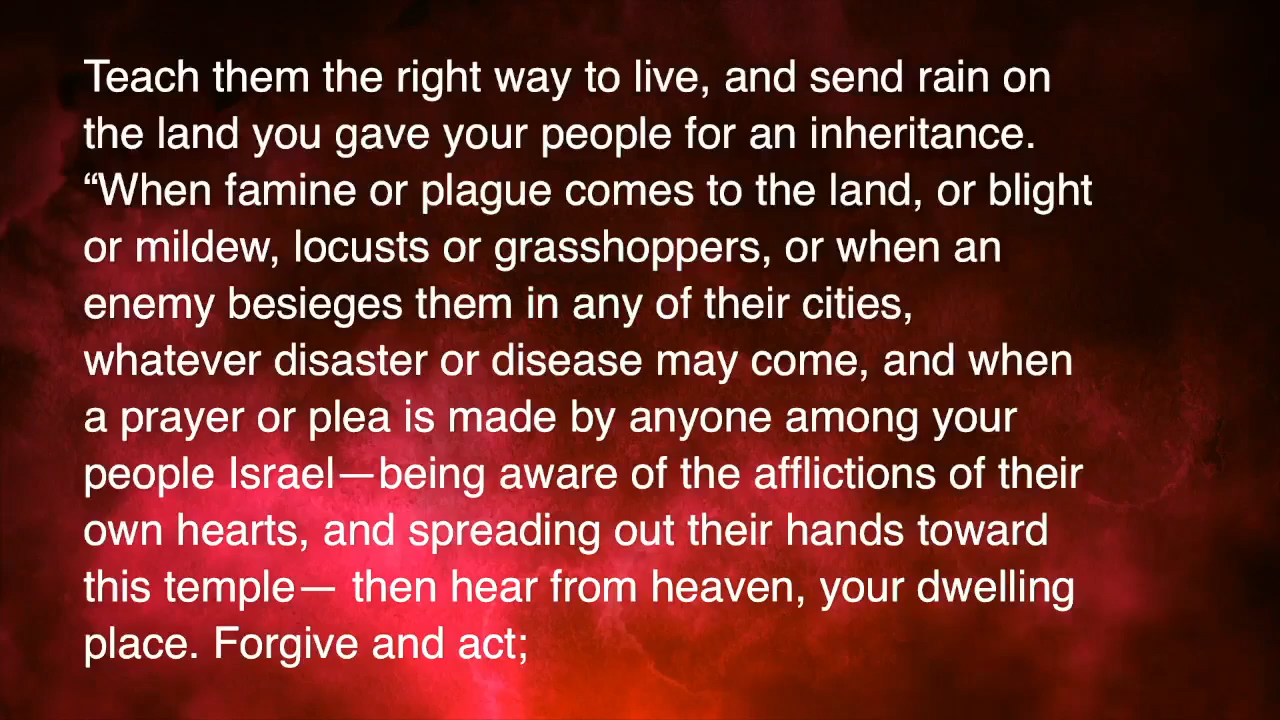 Teach them the right way to live, and send rain on
the land you gave your people for an inheritance.
“When famine or plague comes to the land, or blight
or mildew, locusts or grasshoppers, or when an
enemy besieges them in any of their cities,
whatever disaster or disease may come, and when
a prayer or plea is made by anyone among your
people Israel—being aware of the afflictions of their
own hearts, and spreading out their hands toward
this temple— then hear from heaven, your dwelling
place. Forgive and act;